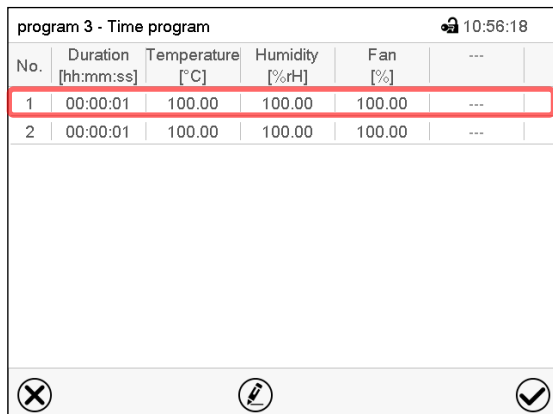 program 3 - Time program 10:56:18
No. Duration [hh:mm:ss] Temperature [°C] Humidity [%rH] Fan [%] ---
1 00:00:01 100.00 100.00 100.00 ---
2 00:00:01 100.00 100.00 100.00 ---